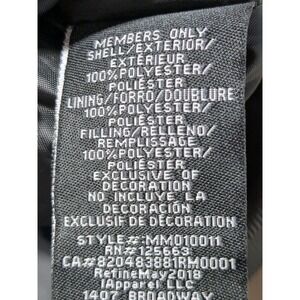 MEMBERS ONLY
SHELL/EXTERIOR/
EXTÉRIEUR
100%POLYESTER/
POLIÉSTER
LINING/FORRO/DOUBLURE
100%POLYESTER/
POLIÉSTER
FILLING/RELLENO/
REMPLISSAGE
100%POLYESTER/
POLIÉSTER
EXCLUSIVE OF
DECORATION
NO INCLUYE LA
DECORACIÓN
EXCLUSIF DE DÉCORATION
STYLE#:MM010011
RN#125663
CA#820483881RM0001
RefineMay2018
IApparel LLC
1407 BROADWAY